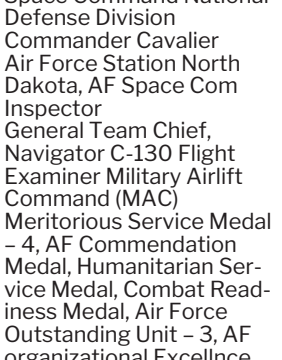 Space Command National
Defense Division
Commander Cavalier
Air Force Station North
Dakota, AF Space Com
Inspector
General Team Chief,
Navigator C-130 Flight
Examiner Military Airlift
Command (MAC)
Meritorious Service Medal
– 4, AF Commendation
Medal, Humanitarian Ser-
vice Medal, Combat Read-
iness Medal, Air Force
Outstanding Unit – 3, AF
organizational Excellnce